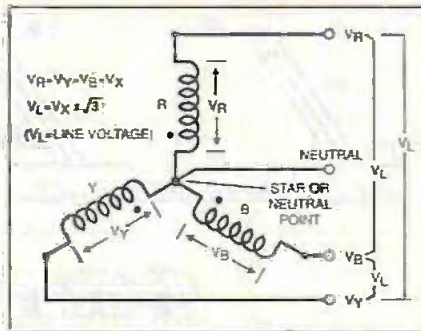 VR=VY=VB=VX
VL=VX x √3
(VL=LINE VOLTAGE)
R
VR
VR
VL
VL
NEUTRAL
STAR OR
NEUTRAL
POINT
Y
VY
B
VB
VB
VL
VY